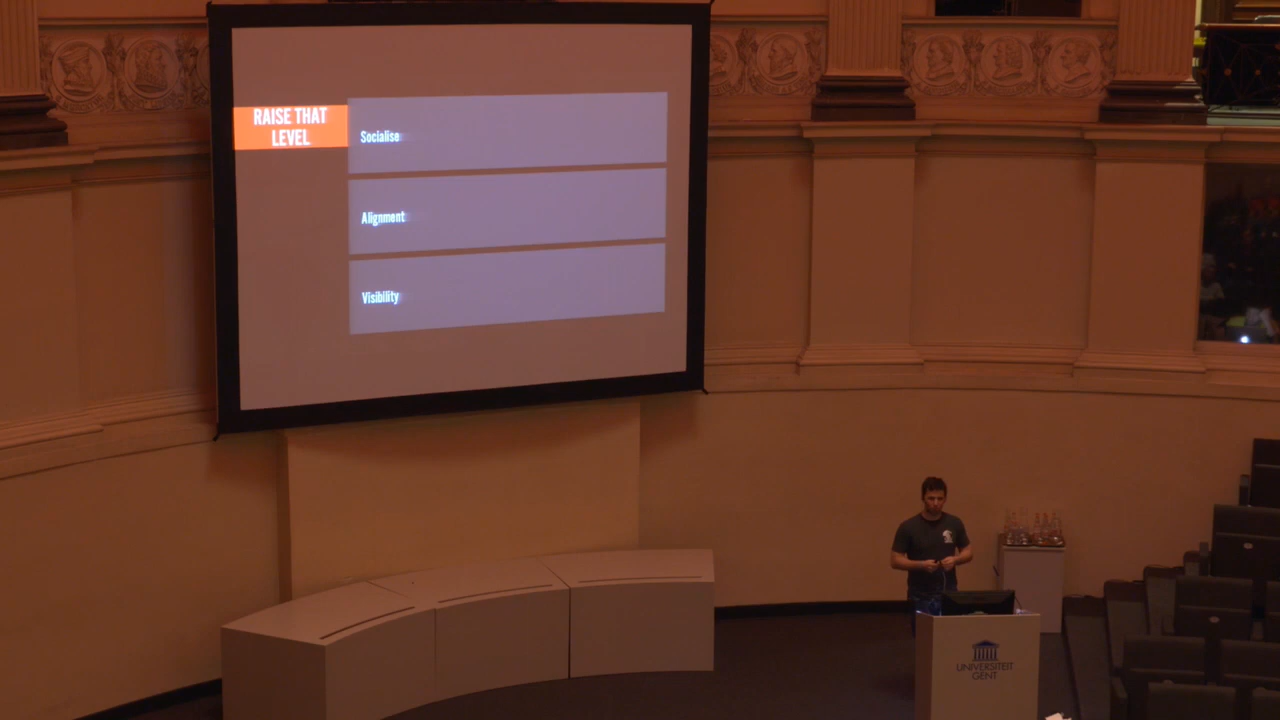 RAISE THAT
LEVEL
Socialise
Alignment
Visibility
UNIVERSITEIT
GENT